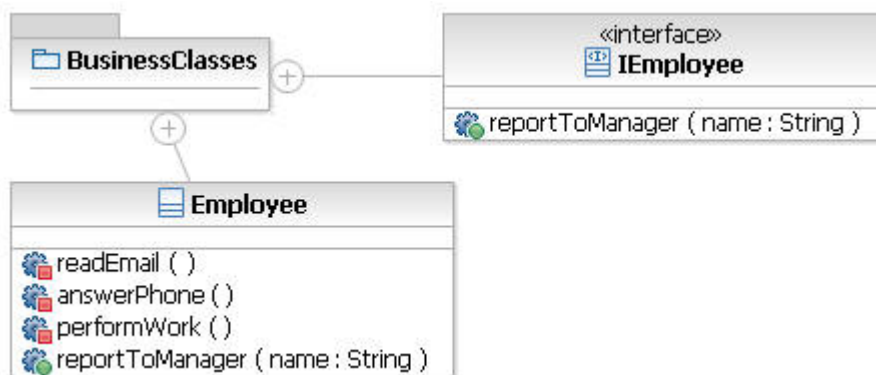 BusinessClasses
«interface»
IEmployee
reportToManager ( name : String )
Employee
readEmail ( )
answerPhone ( )
performWork ( )
reportToManager ( name : String )